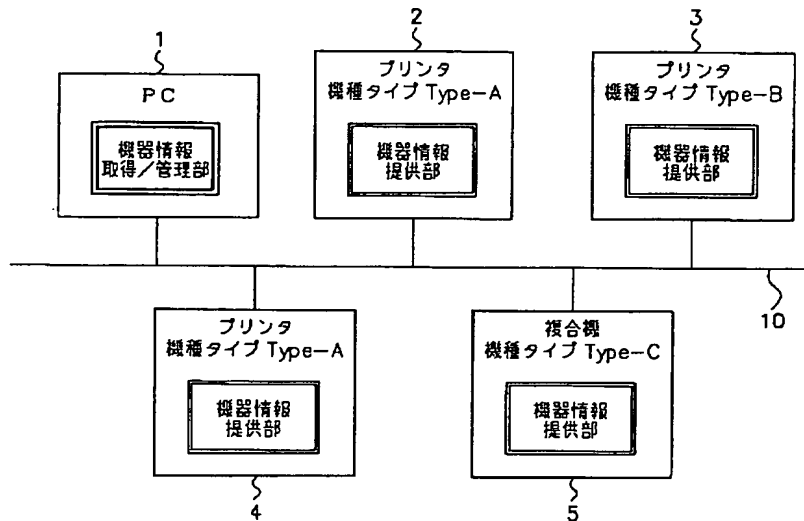 1
PC
機器情報
取得／管理部
2
プリンタ
機種タイプ Type-A
機器情報
提供部
3
プリンタ
機種タイプ Type-B
機器情報
提供部
10
プリンタ
機種タイプ Type-A
機器情報
提供部
4
複合機
機種タイプ Type-C
機器情報
提供部
5